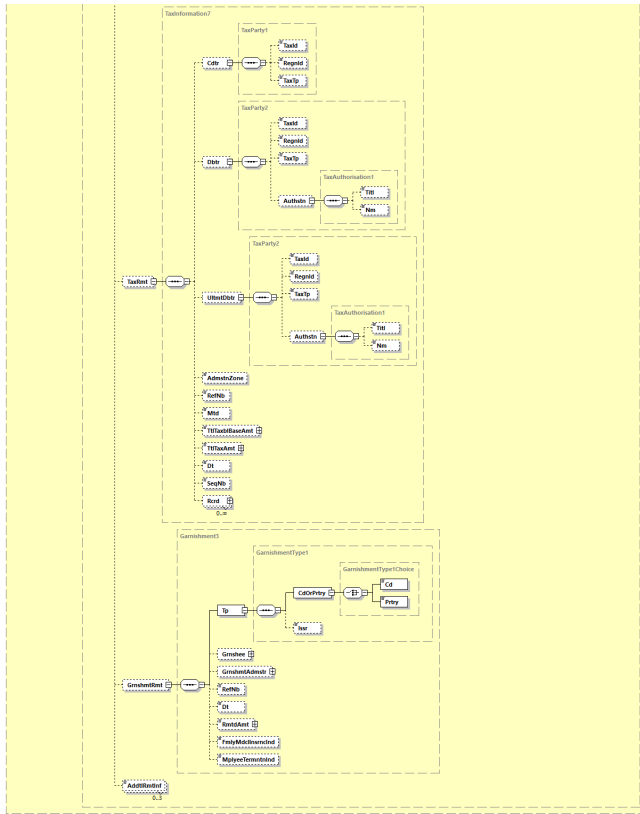 TaxInformation7
TaxParty1
TaxId
Cdtr
RegnId
TaxTp
TaxParty2
TaxId
RegnId
Dbtr
TaxTp
TaxAuthorisation1
Titl
Authstn
Nm
TaxParty2
TaxId
RegnId
TaxRmt
UltmtDbtr
TaxTp
TaxAuthorisation1
Titl
Authstn
Nm
AdmstnZone
RefNb
Mtd
TtlTaxblBaseAmt
TtlTaxAmt
Dt
SeqNb
Rcrd
0..∞
Garnishment3
GarnishmentType1
GarnishmentType1Choice
Cd
CdOrPrtry
Prtry
Tp
Issr
Grnshee
GrnshmtAdmstr
GrnshmtRmt
RefNb
Dt
RmtdAmt
FmlyMdclInsrncInd
MplyeeTermntnInd
AddtlRmtInf
0..3